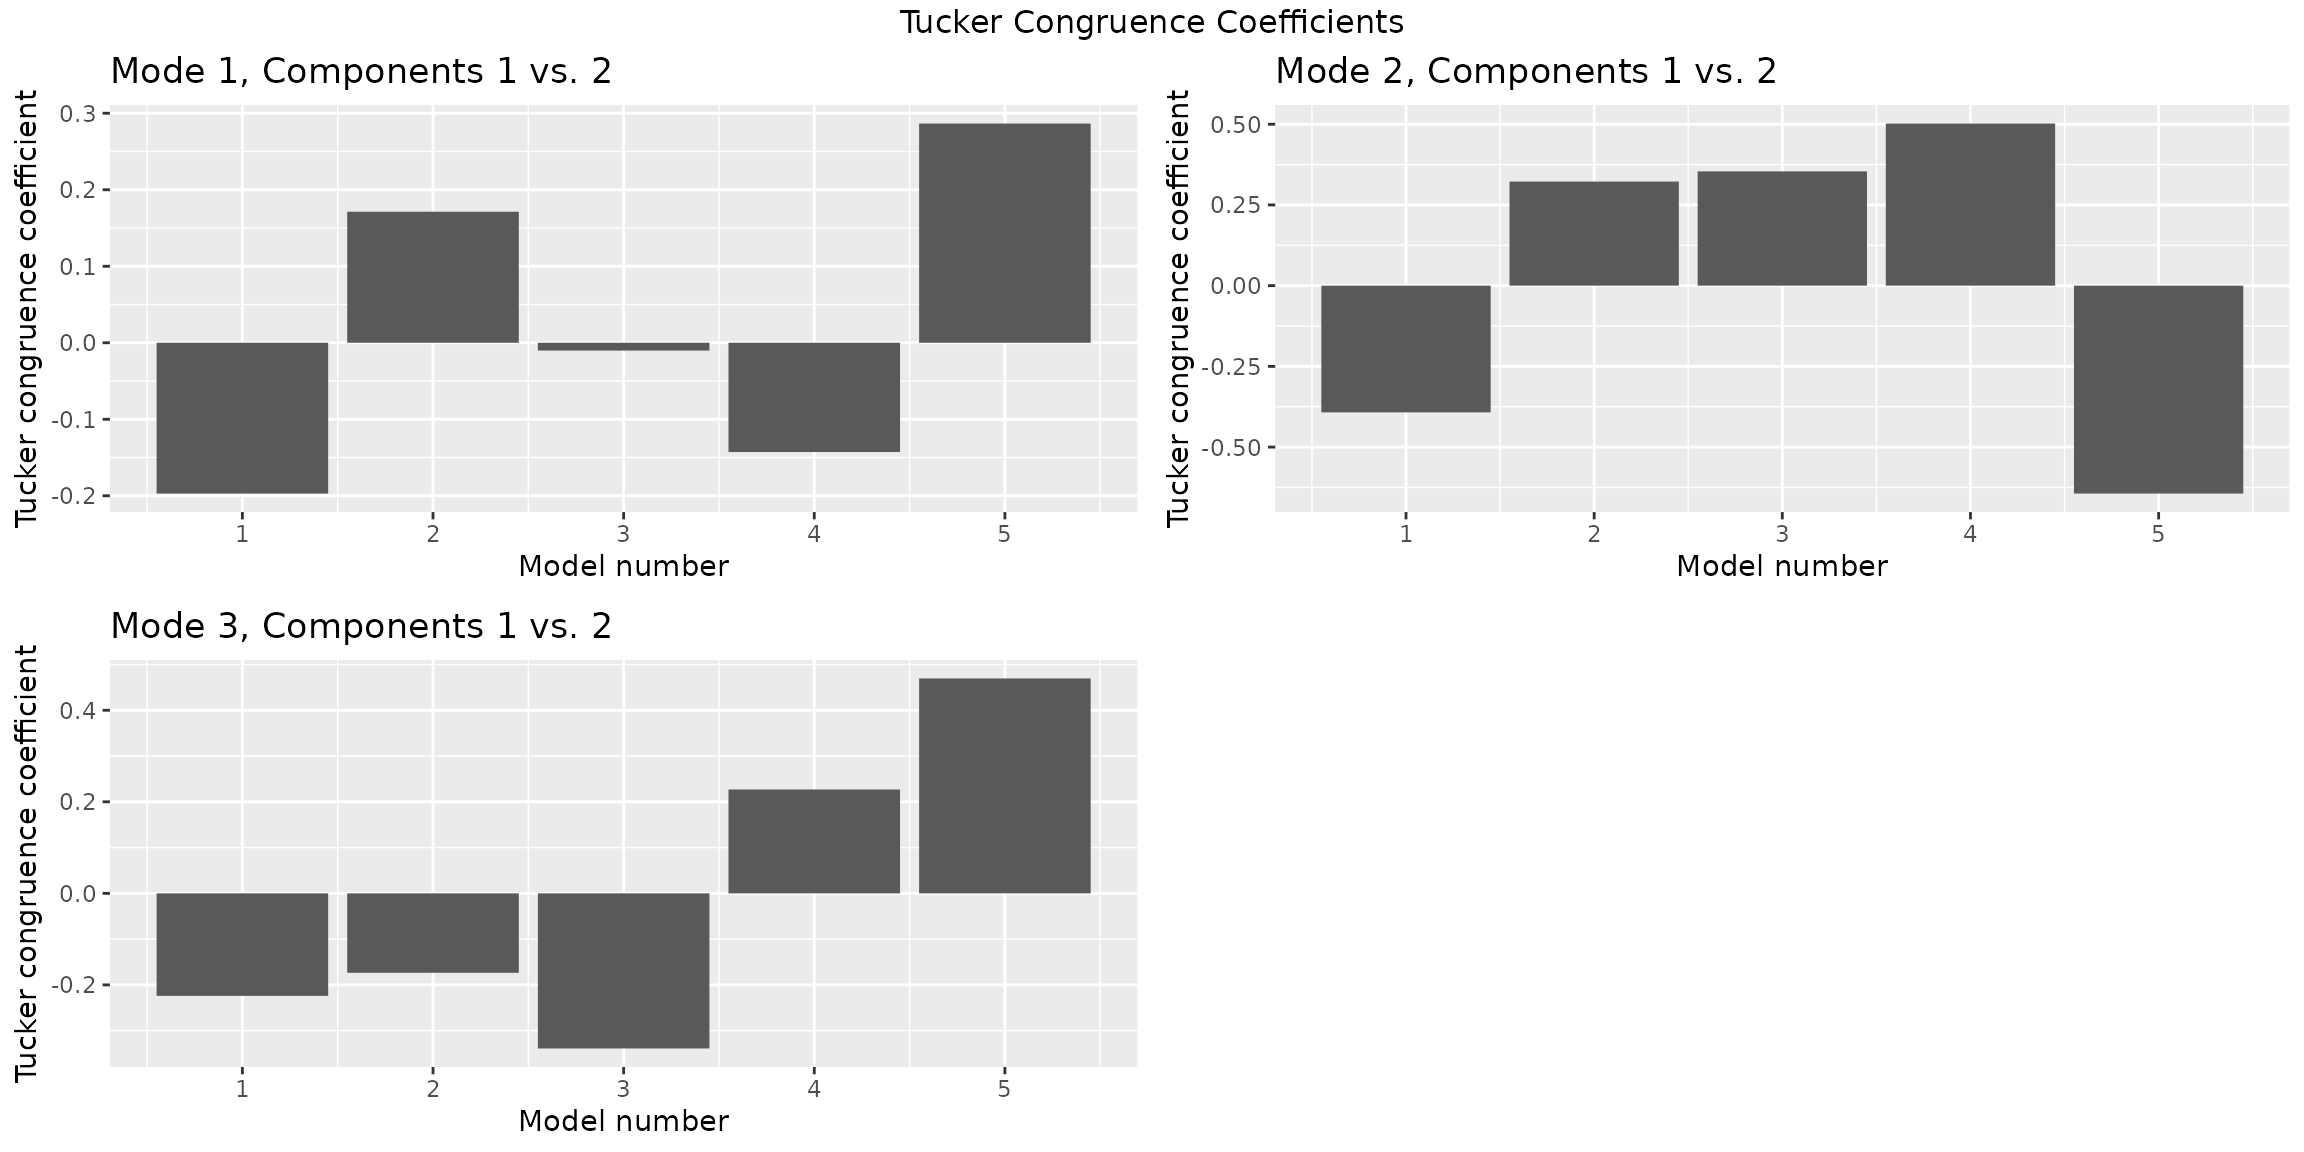 Tucker Congruence Coefficients
Mode 1, Components 1 vs. 2
Tucker congruence coefficient
0.3
0.2
0.1
0.0
-0.1
-0.2
1 2 3 4 5
Model number
Mode 2, Components 1 vs. 2
Tucker congruence coefficient
0.50
0.25
0.00
-0.25
-0.50
1 2 3 4 5
Model number
Mode 3, Components 1 vs. 2
Tucker congruence coefficient
0.4
0.2
0.0
-0.2
1 2 3 4 5
Model number